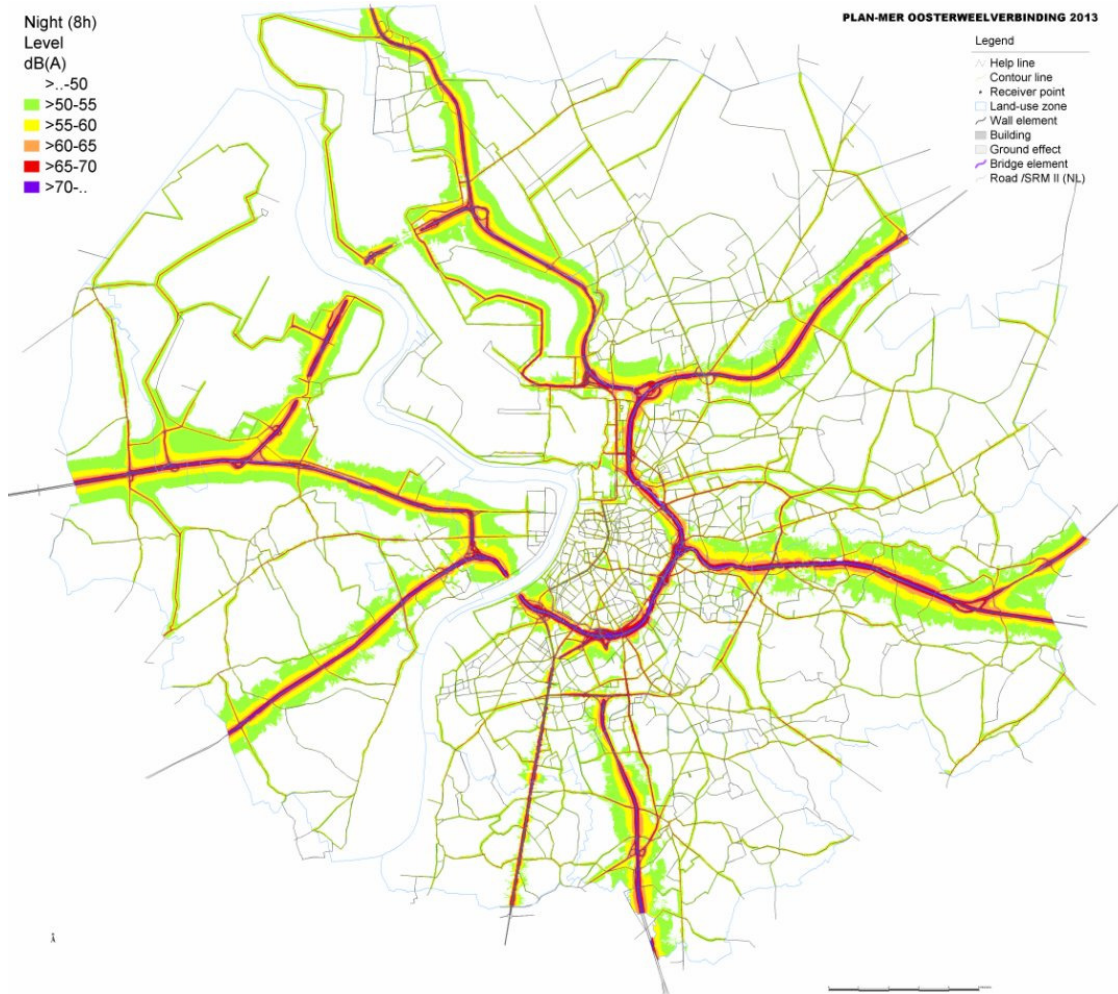 Night (8h)
Level
dB(A)
>..-50
>50-55
>55-60
>60-65
>65-70
>70-..
PLAN-MER OOSTERWEELVERBINDING 2013
Legend
Help line
Contour line
Receiver point
Land-use zone
Wall element
Building
Ground effect
Bridge element
Road /SRM II (NL)